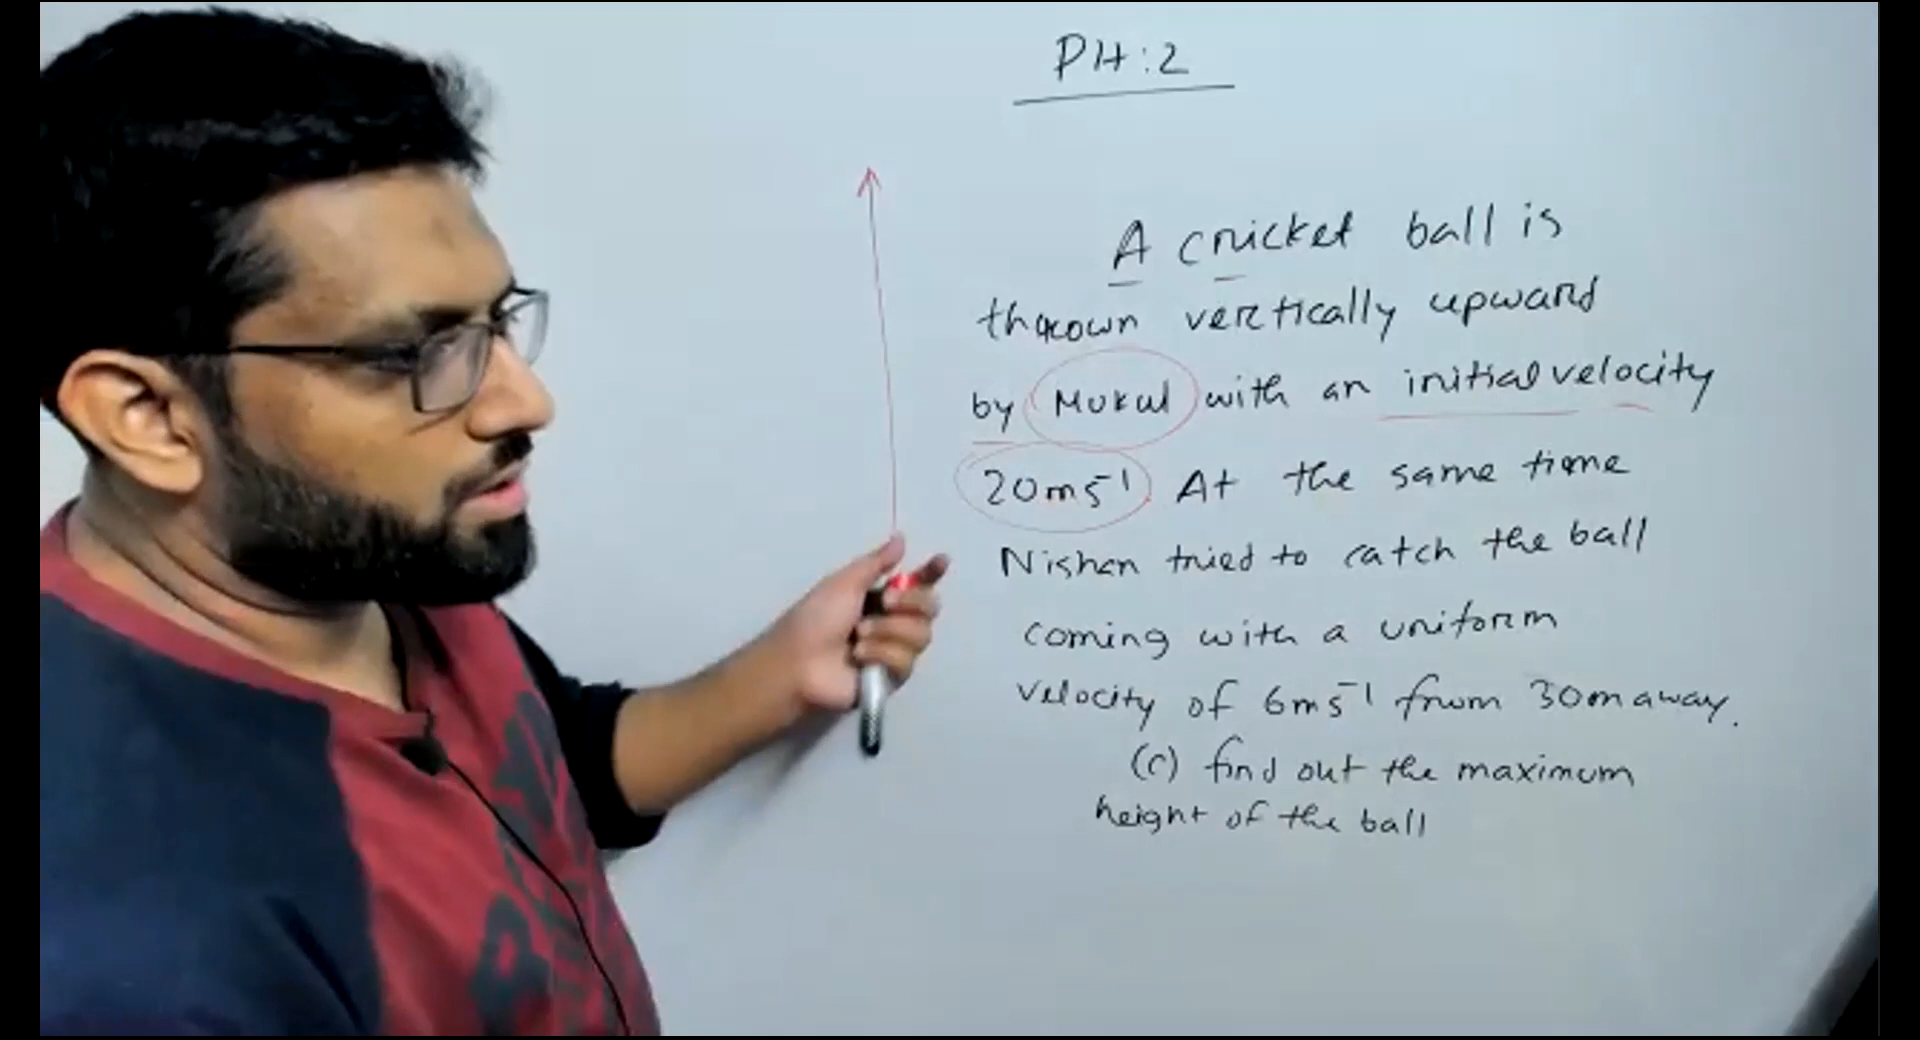 PH:2
A cricket ball is
thrown vertically upward
by Mukul with an initial velocity
20ms⁻¹ At the same time
Nishan tried to catch the ball
coming with a uniform
velocity of 6ms⁻¹ from 30m away.
(c) find out the maximum
height of the ball